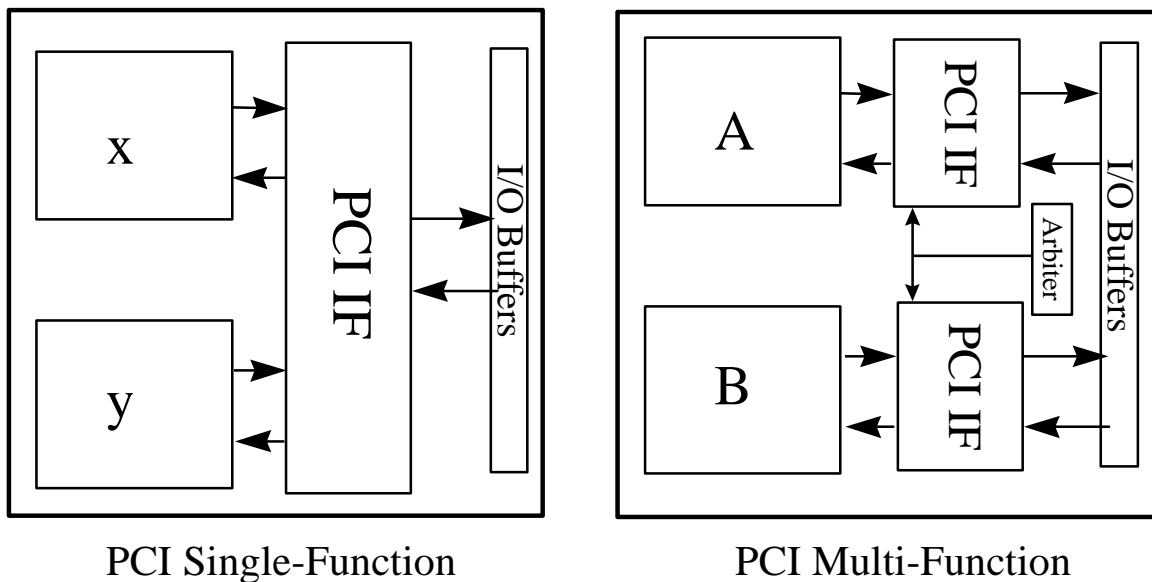 x
y
PCI IF
I/O Buffers
PCI Single-Function
A
B
PCI IF
PCI IF
Arbiter
I/O Buffers
PCI Multi-Function